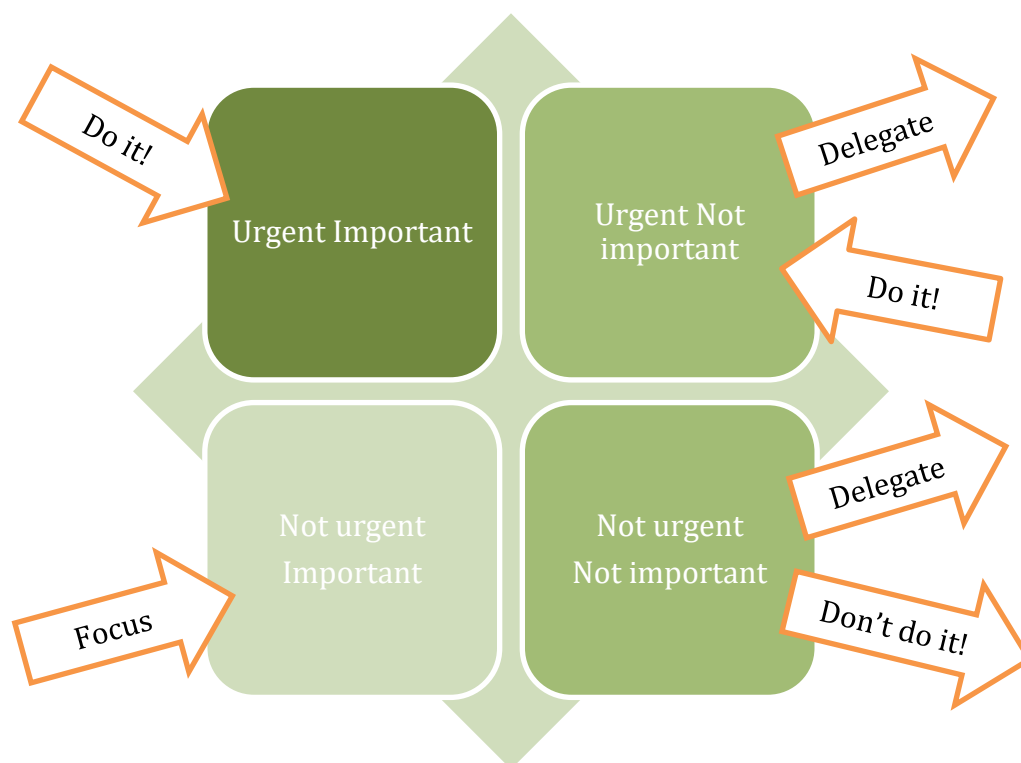 Do it!
Urgent Important
Urgent Not
important
Delegate
Do it!
Not urgent
Important
Focus
Not urgent
Not important
Delegate
Don't do it!